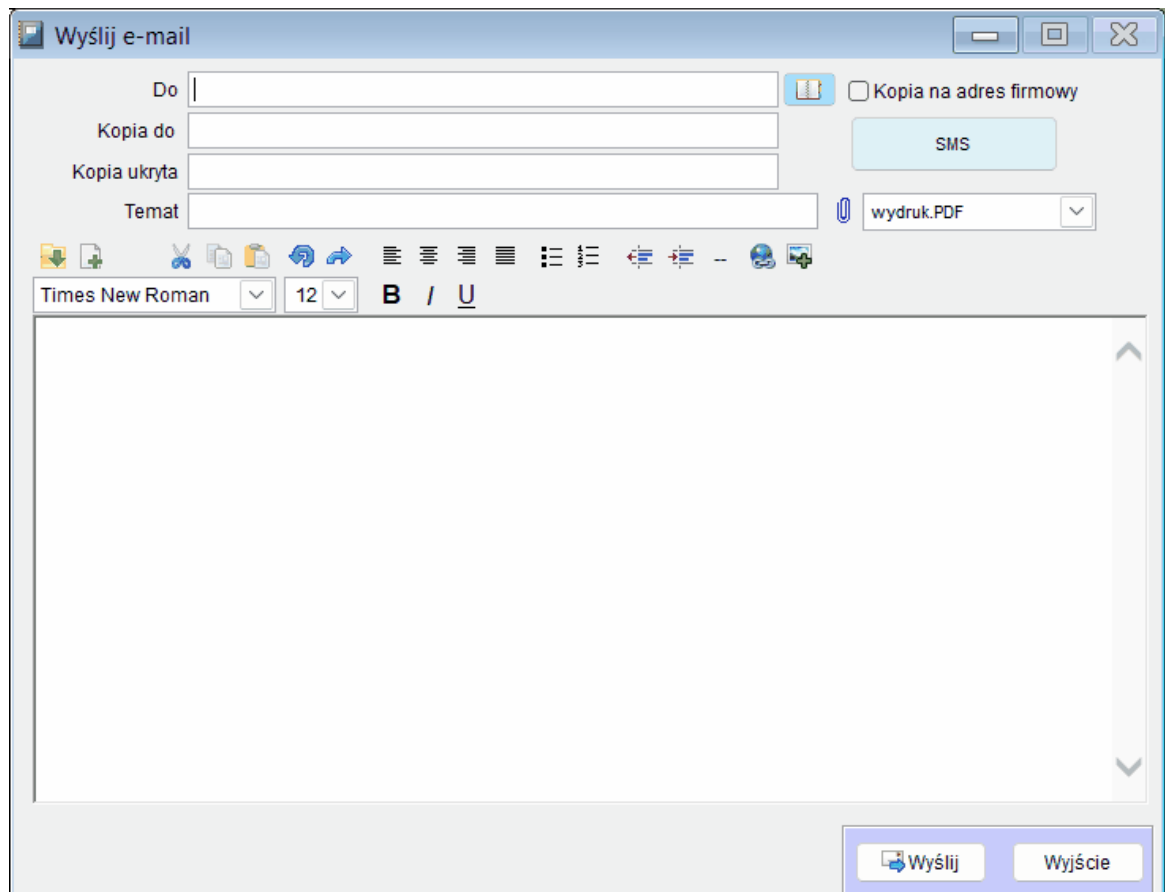 Wyślij e-mail
Do
Kopia na adres firmowy
Kopia do
SMS
Kopia ukryta
Temat
wydruk.PDF
Times New Roman 12 B I U
Wyślij Wyjście